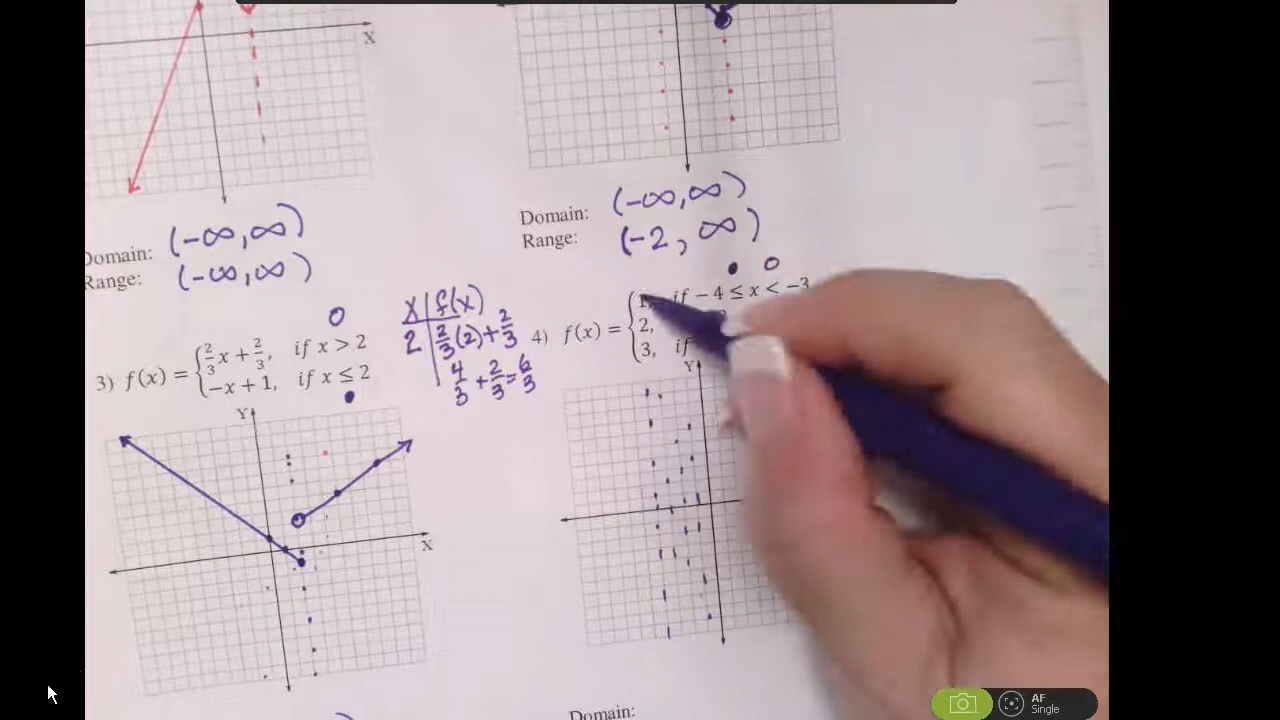 X
Domain: (-∞,∞)
Range: (-∞,∞)
Domain: (-∞,∞)
Range: (-2, ∞)
3) f(x) = { 2/3 x + 2/3, if x > 2
-x + 1, if x ≤ 2
X | f(x)
2 | 2/3(2)+2/3
4/3 + 2/3 = 6/3
4) f(x) = { 1, if −4 ≤ x < −3
2,
3, if
Y
X
Y
Domain:
AF
Single